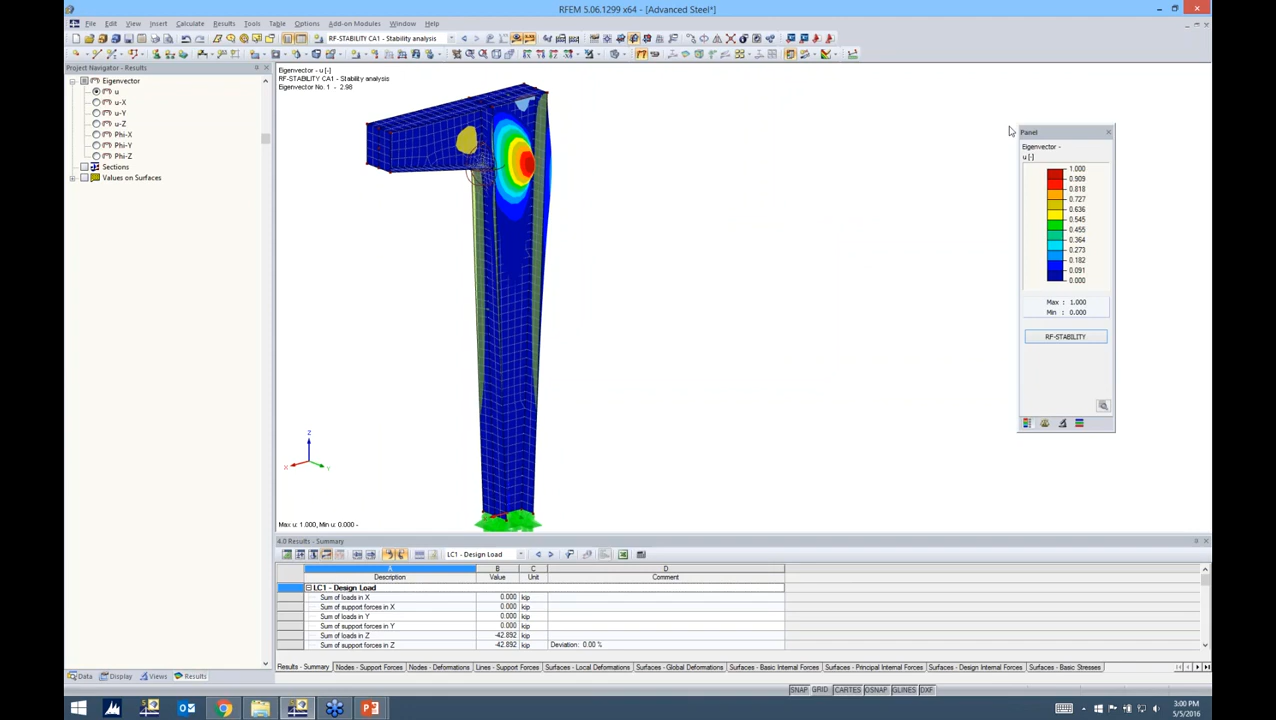 RFEM 5.06.1299 x64 - [Advanced Steel*]
File Edit View Insert Calculate Results Tools Table Options Add-on Modules Window Help
RF-STABILITY CA1 - Stability analysis
Project Navigator - Results
Eigenvector
u
u-X
u-Y
u-Z
Phi-X
Phi-Y
Phi-Z
Sections
Values on Surfaces
Data Display Views Results
Eigenvector - u [-]
RF-STABILITY CA1 - Stability analysis
Eigenvector No. 1 - 2.98
Z
X
Y
Max u: 1.000, Min u: 0.000 -
Panel
Eigenvector -
u [-]
1.000
0.909
0.818
0.727
0.636
0.545
0.455
0.364
0.273
0.182
0.091
0.000
Max : 1.000
Min : 0.000
RF-STABILITY
4.0 Results - Summary
LC1 - Design Load
A B C D
Description Value Unit Comment
LC1 - Design Load
Sum of loads in X 0.000 kip
Sum of support forces in X 0.000 kip
Sum of loads in Y 0.000 kip
Sum of support forces in Y 0.000 kip
Sum of loads in Z -42.892 kip
Sum of support forces in Z -42.892 kip Deviation: 0.00 %
Results - Summary Nodes - Support Forces Nodes - Deformations Lines - Support Forces Surfaces - Local Deformations Surfaces - Global Deformations Surfaces - Basic Internal Forces Surfaces - Principal Internal Forces Surfaces - Design Internal Forces Surfaces - Basic Stresses
SNAP GRID CARTES OSNAP GLINES DXF
3:00 PM
5/5/2016